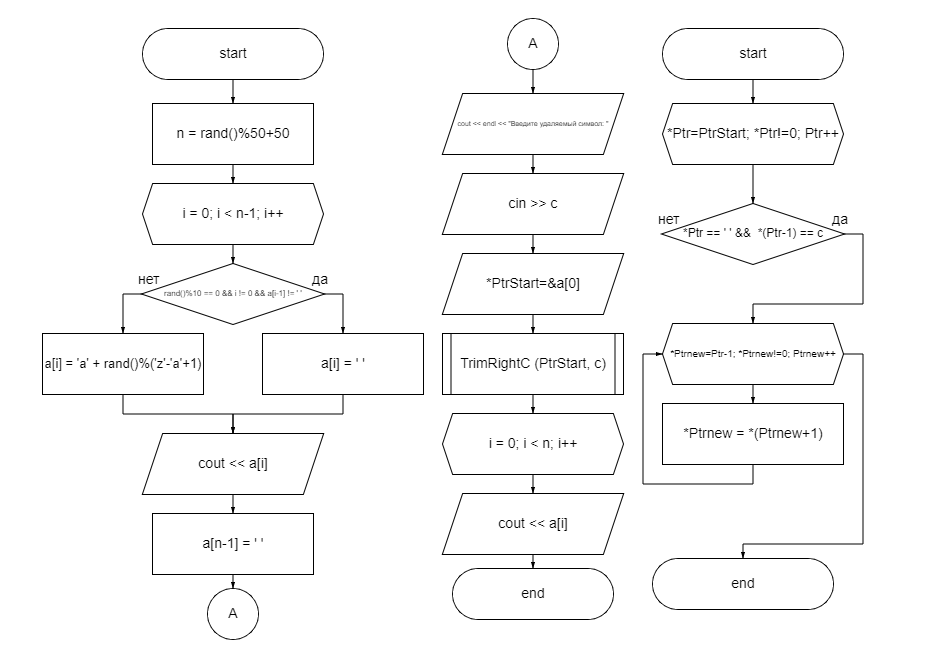 start
n = rand()%50+50
i = 0; i < n-1; i++
нет
да
rand()%10 == 0 && i != 0 && a[i-1] != ' '
a[i] = 'a' + rand()%('z'-'a'+1)
a[i] = ' '
cout << a[i]
a[n-1] = ' '
A
A
cout << endl << "Введите удаляемый символ: "
cin >> c
*PtrStart=&a[0]
TrimRightC (PtrStart, c)
i = 0; i < n; i++
cout << a[i]
end
start
*Ptr=PtrStart; *Ptr!=0; Ptr++
нет
да
*Ptr == ' ' && *(Ptr-1) == c
*Ptrnew=Ptr-1; *Ptrnew!=0; Ptrnew++
*Ptrnew = *(Ptrnew+1)
end